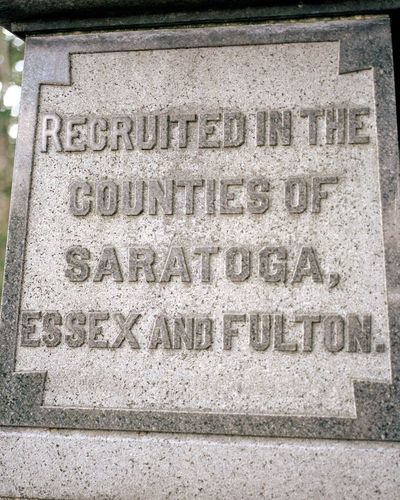 RECRUITED IN THE
COUNTIES OF
SARATOGA,
ESSEX AND FULTON.